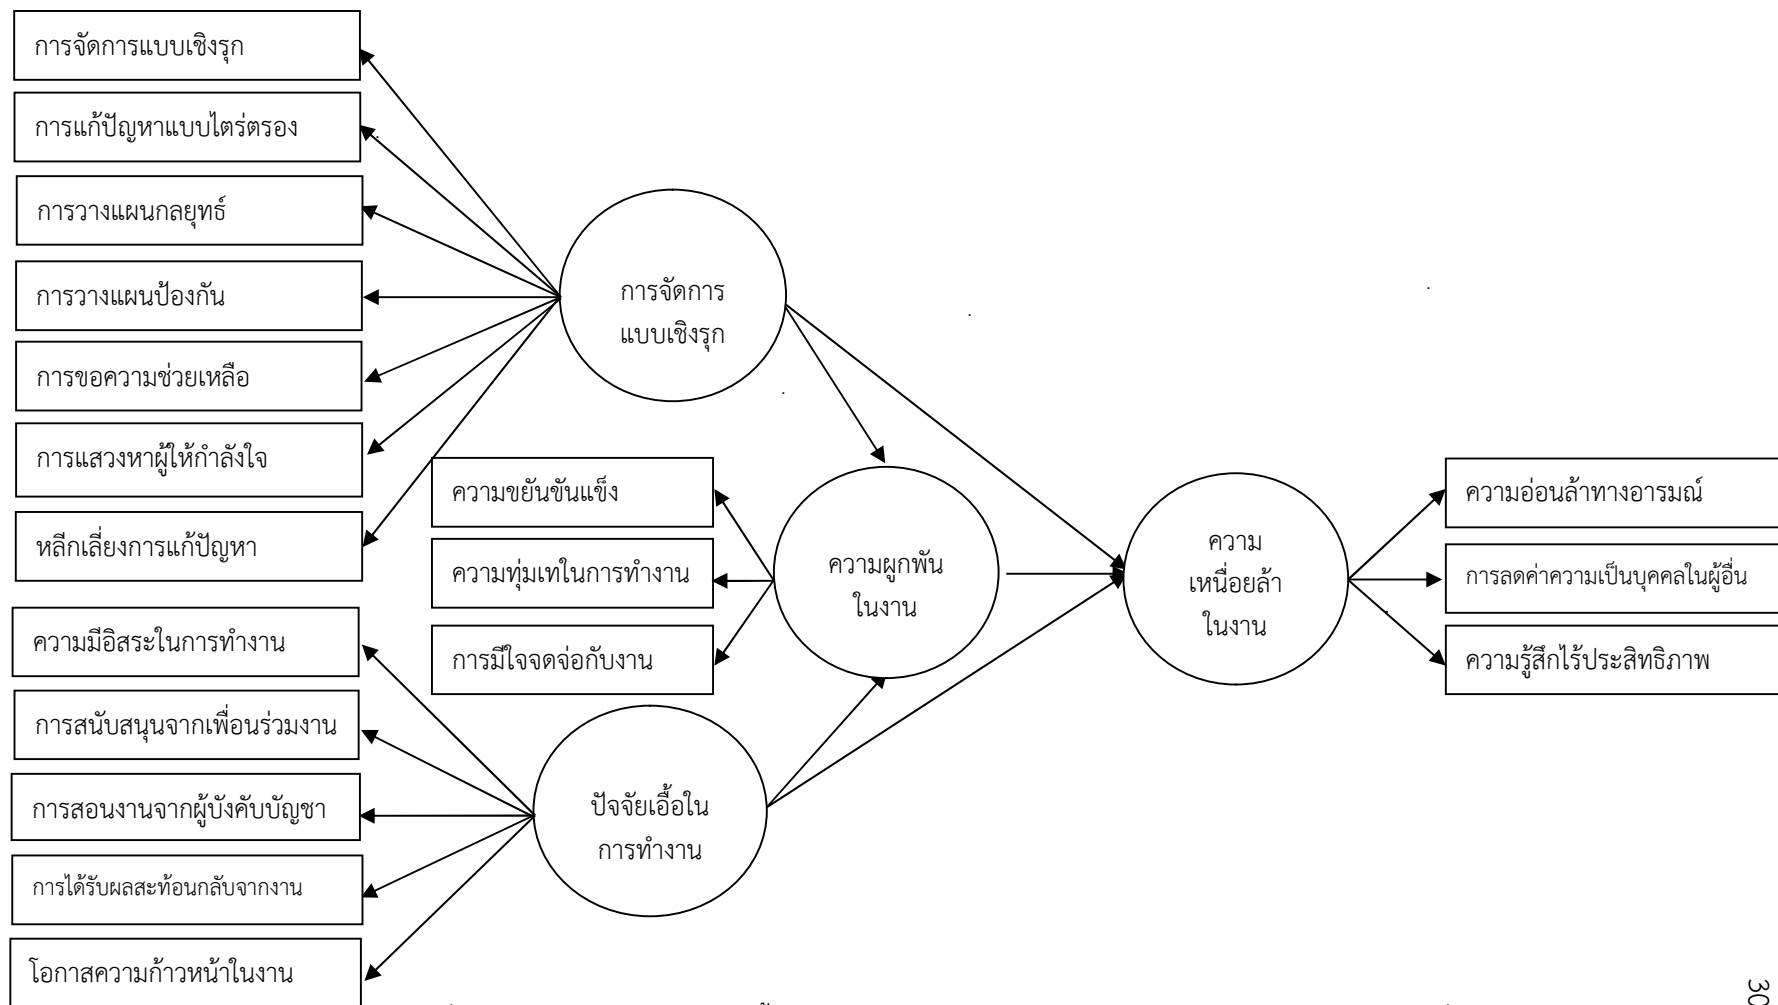 การจัดการแบบเชิงรุก
การแก้ปัญหาแบบไตร่ตรอง
การวางแผนกลยุทธ์
การวางแผนป้องกัน
การขอความช่วยเหลือ
การแสวงหาผู้ให้กำลังใจ
หลีกเลี่ยงการแก้ปัญหา
ความมีอิสระในการทำงาน
การสนับสนุนจากเพื่อนร่วมงาน
การสอนงานจากผู้บังคับบัญชา
การได้รับผลสะท้อนกลับจากงาน
โอกาสความก้าวหน้าในงาน
การจัดการ
แบบเชิงรุก
ความขยันขันแข็ง
ความทุ่มเทในการทำงาน
การมีใจจดจ่อกับงาน
ปัจจัยเอื้อใน
การทำงาน
ความผูกพัน
ในงาน
ความ
เหนื่อยล้า
ในงาน
ความอ่อนล้าทางอารมณ์
การลดค่าความเป็นบุคคลในผู้อื่น
ความรู้สึกไร้ประสิทธิภาพ
30